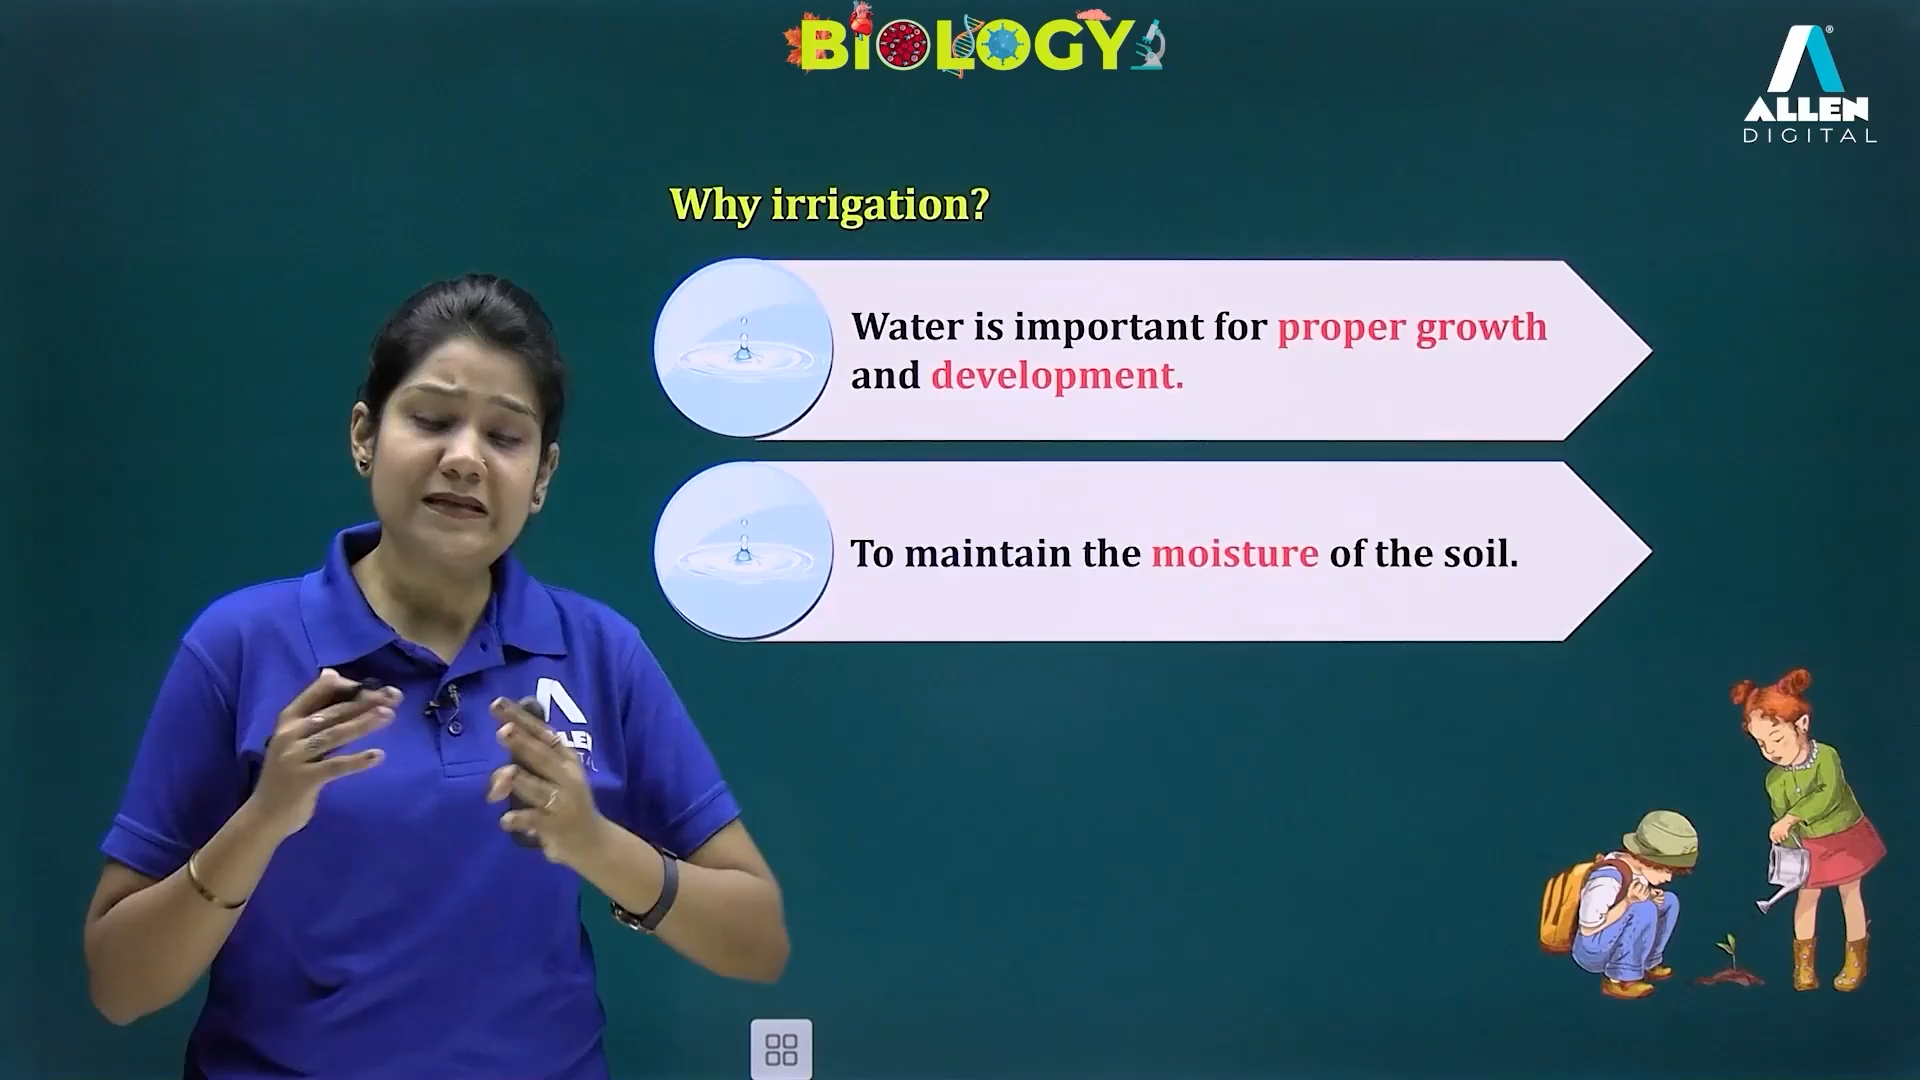 BIOLOGY
ALLEN
DIGITAL
Why irrigation?
Water is important for proper growth
and development.
To maintain the moisture of the soil.